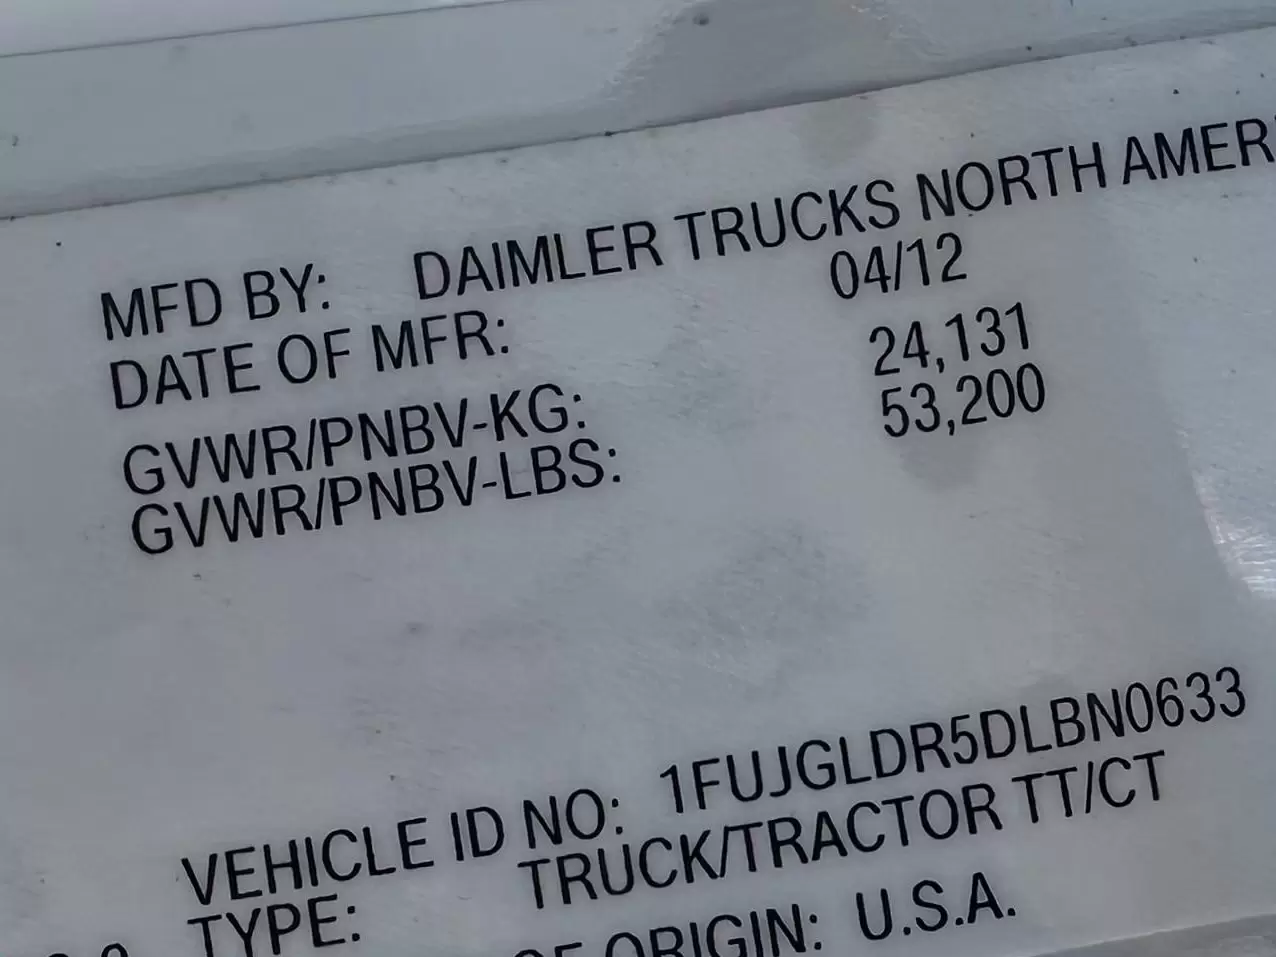 MFD BY: DAIMLER TRUCKS NORTH AMER
DATE OF MFR: 04/12
GVWR/PNBV-KG: 24,131
GVWR/PNBV-LBS: 53,200
VEHICLE ID NO: 1FUJGLDR5DLBN0633
TYPE: TRUCK/TRACTOR TT/CT
OF ORIGIN: U.S.A.